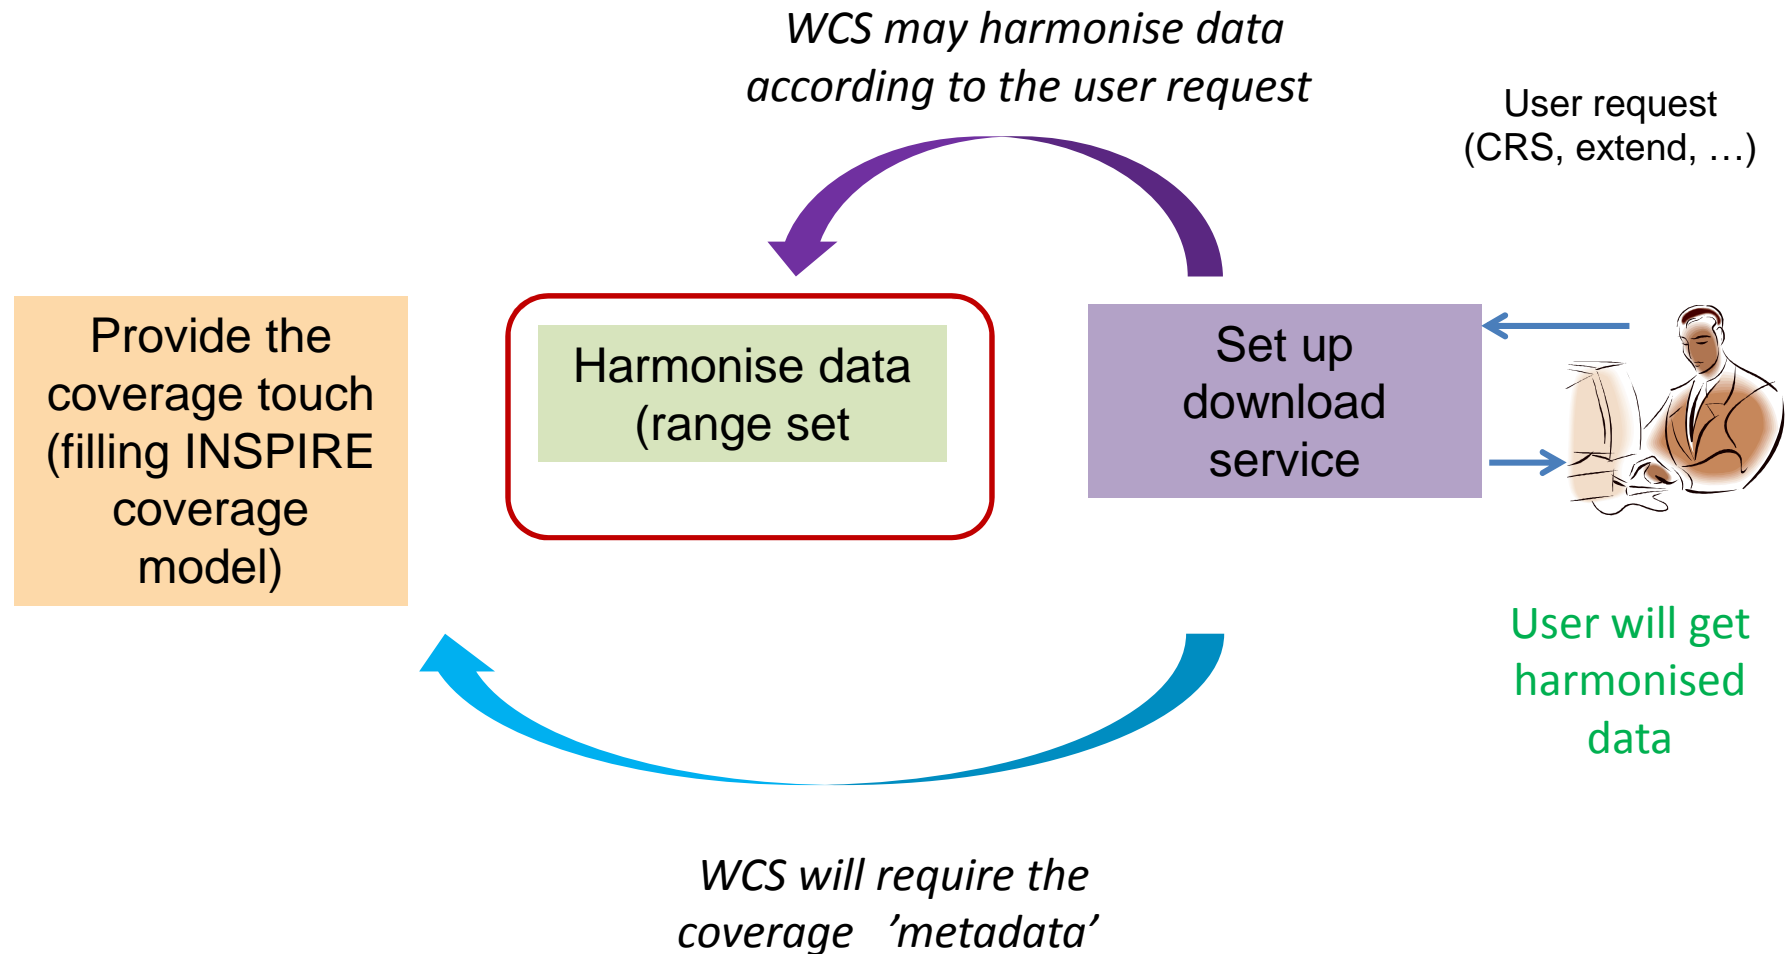 WCS may harmonise data
according to the user request
User request
(CRS, extend, …)
Provide the
coverage touch
(filling INSPIRE
coverage
model)
Harmonise data
(range set
Set up
download
service
User will get
harmonised
data
WCS will require the
coverage ’metadata’